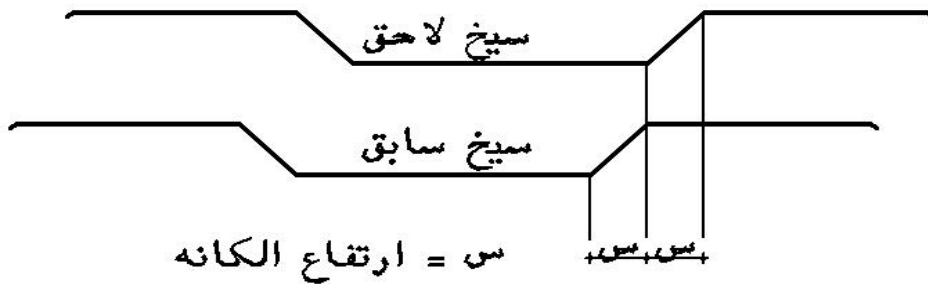 سيخ لاحق
سيخ سابق
س س
س = ارتفاع الكانه